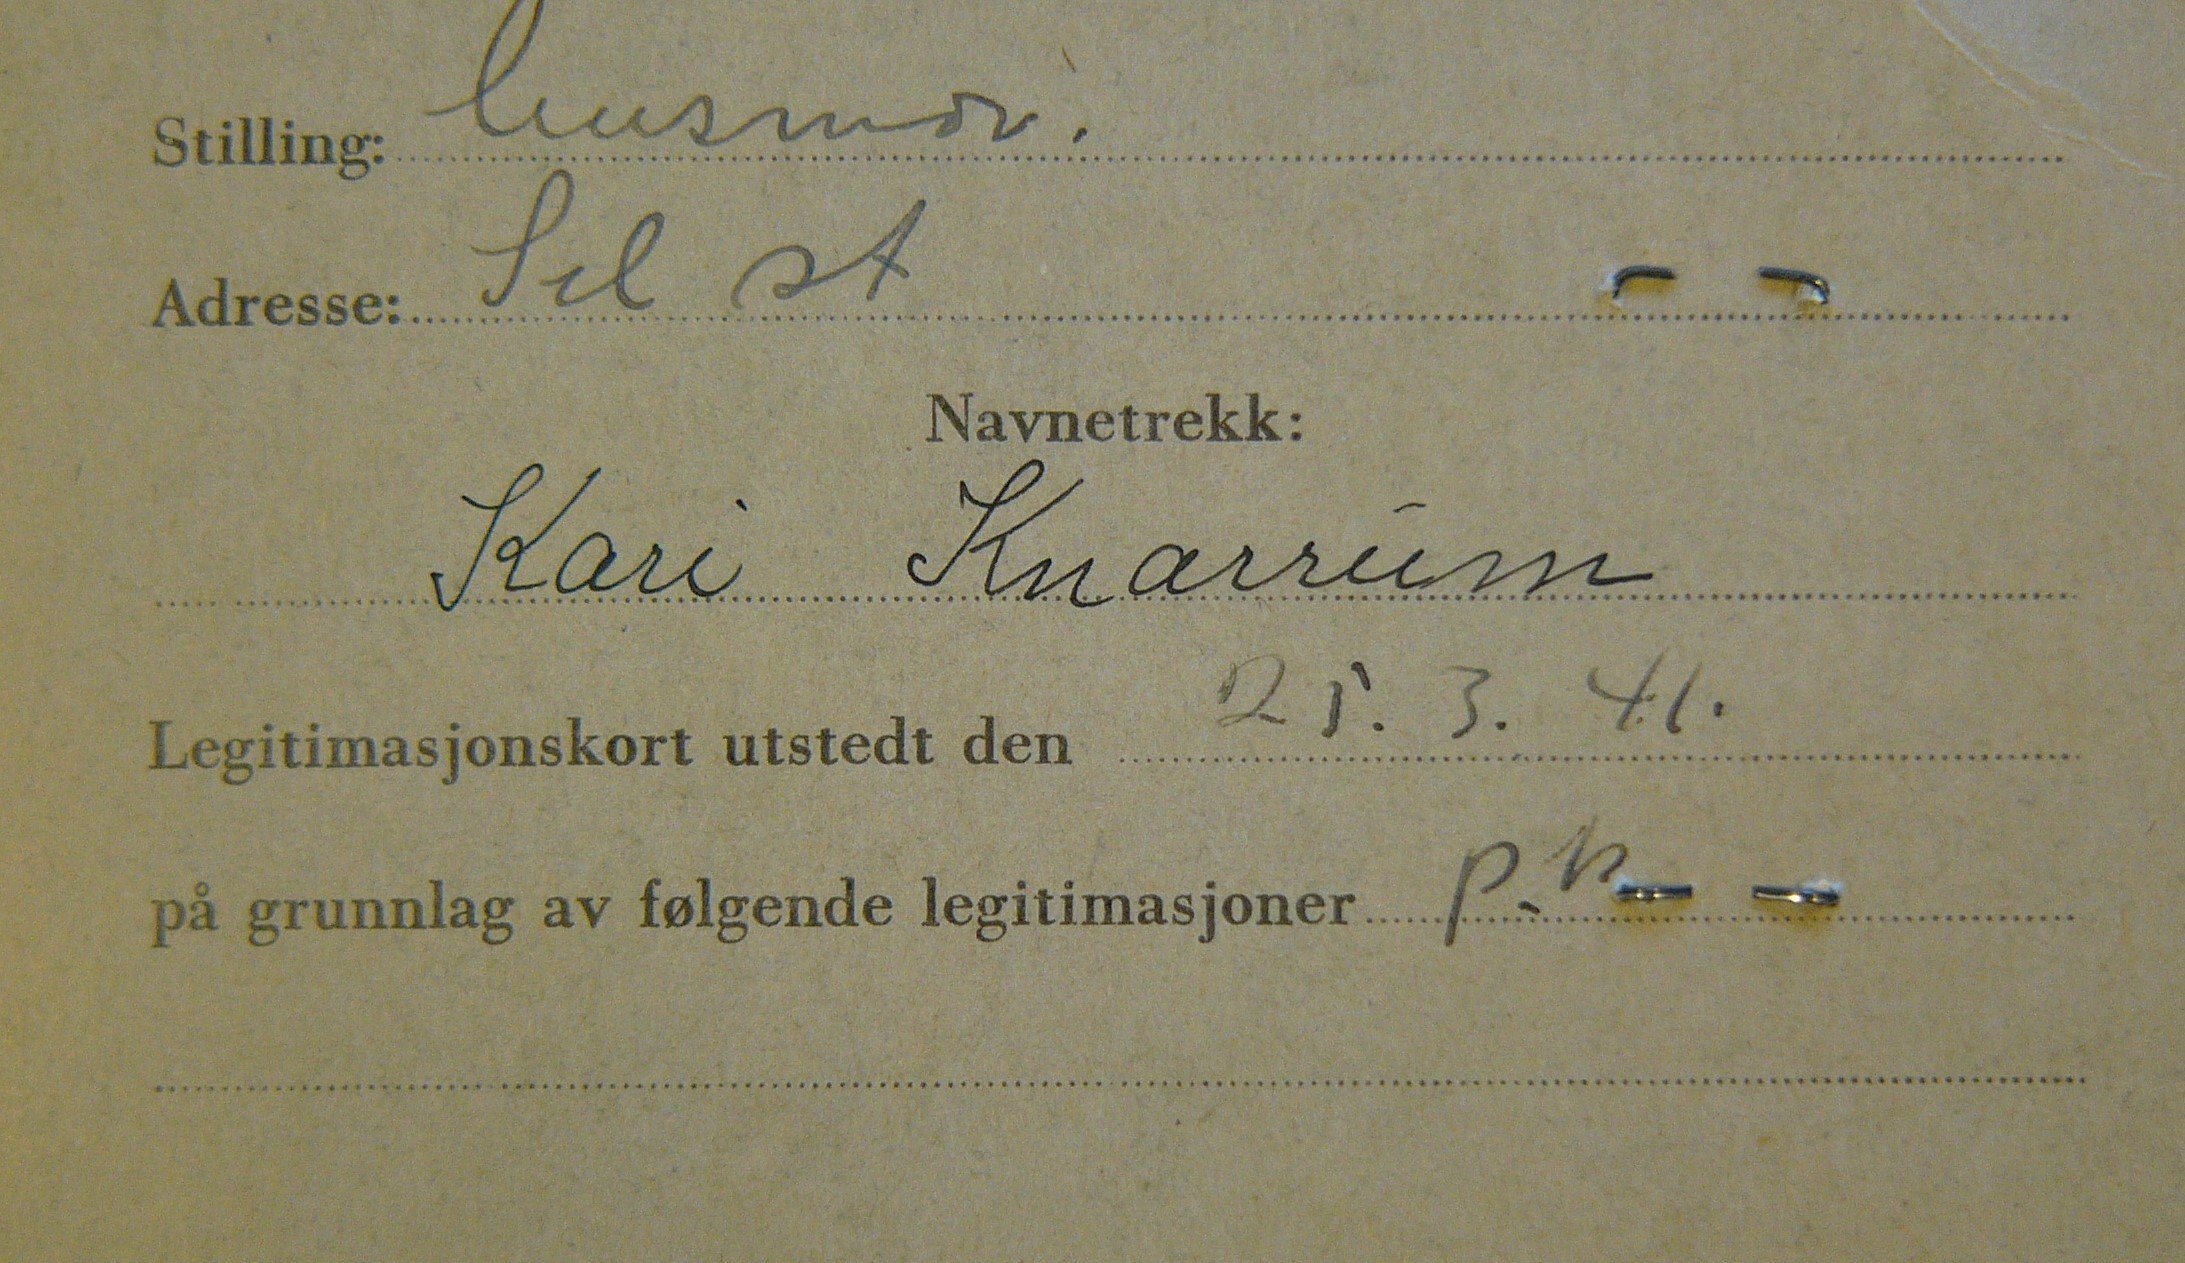 Stilling: husmor.
Adresse: Sel st
Navnetrekk:
Kari Knarrum
Legitimasjonskort utstedt den 25. 3. 41.
på grunnlag av følgende legitimasjoner p.k